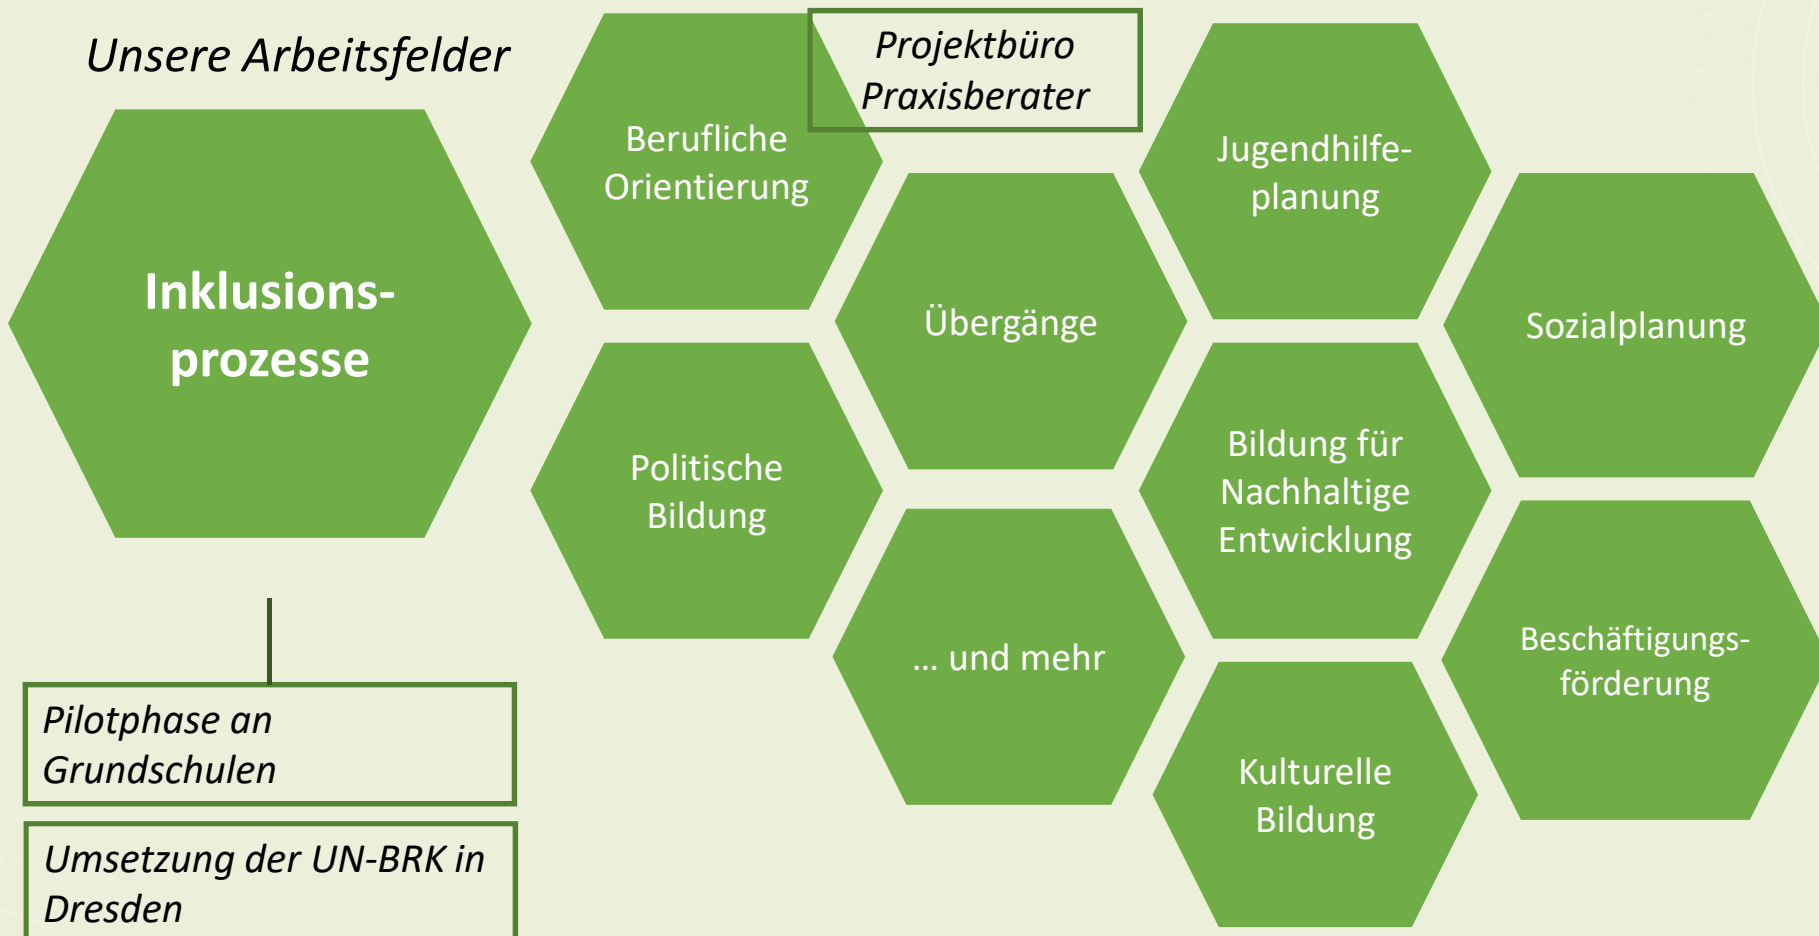 Unsere Arbeitsfelder
Inklusions-
prozesse
Pilotphase an
Grundschulen
Umsetzung der UN-BRK in
Dresden
Berufliche
Orientierung
Projektbüro
Praxisberater
Politische
Bildung
Übergänge
... und mehr
Jugendhilfe-
planung
Bildung für
Nachhaltige
Entwicklung
Kulturelle
Bildung
Sozialplanung
Beschäftigungs-
förderung